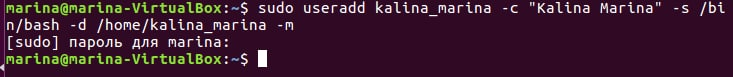 marina@marina-VirtualBox:~$ sudo useradd kalina_marina -c "Kalina Marina" -s /bi
n/bash -d /home/kalina_marina -m
[sudo] пароль для marina:
marina@marina-VirtualBox:~$